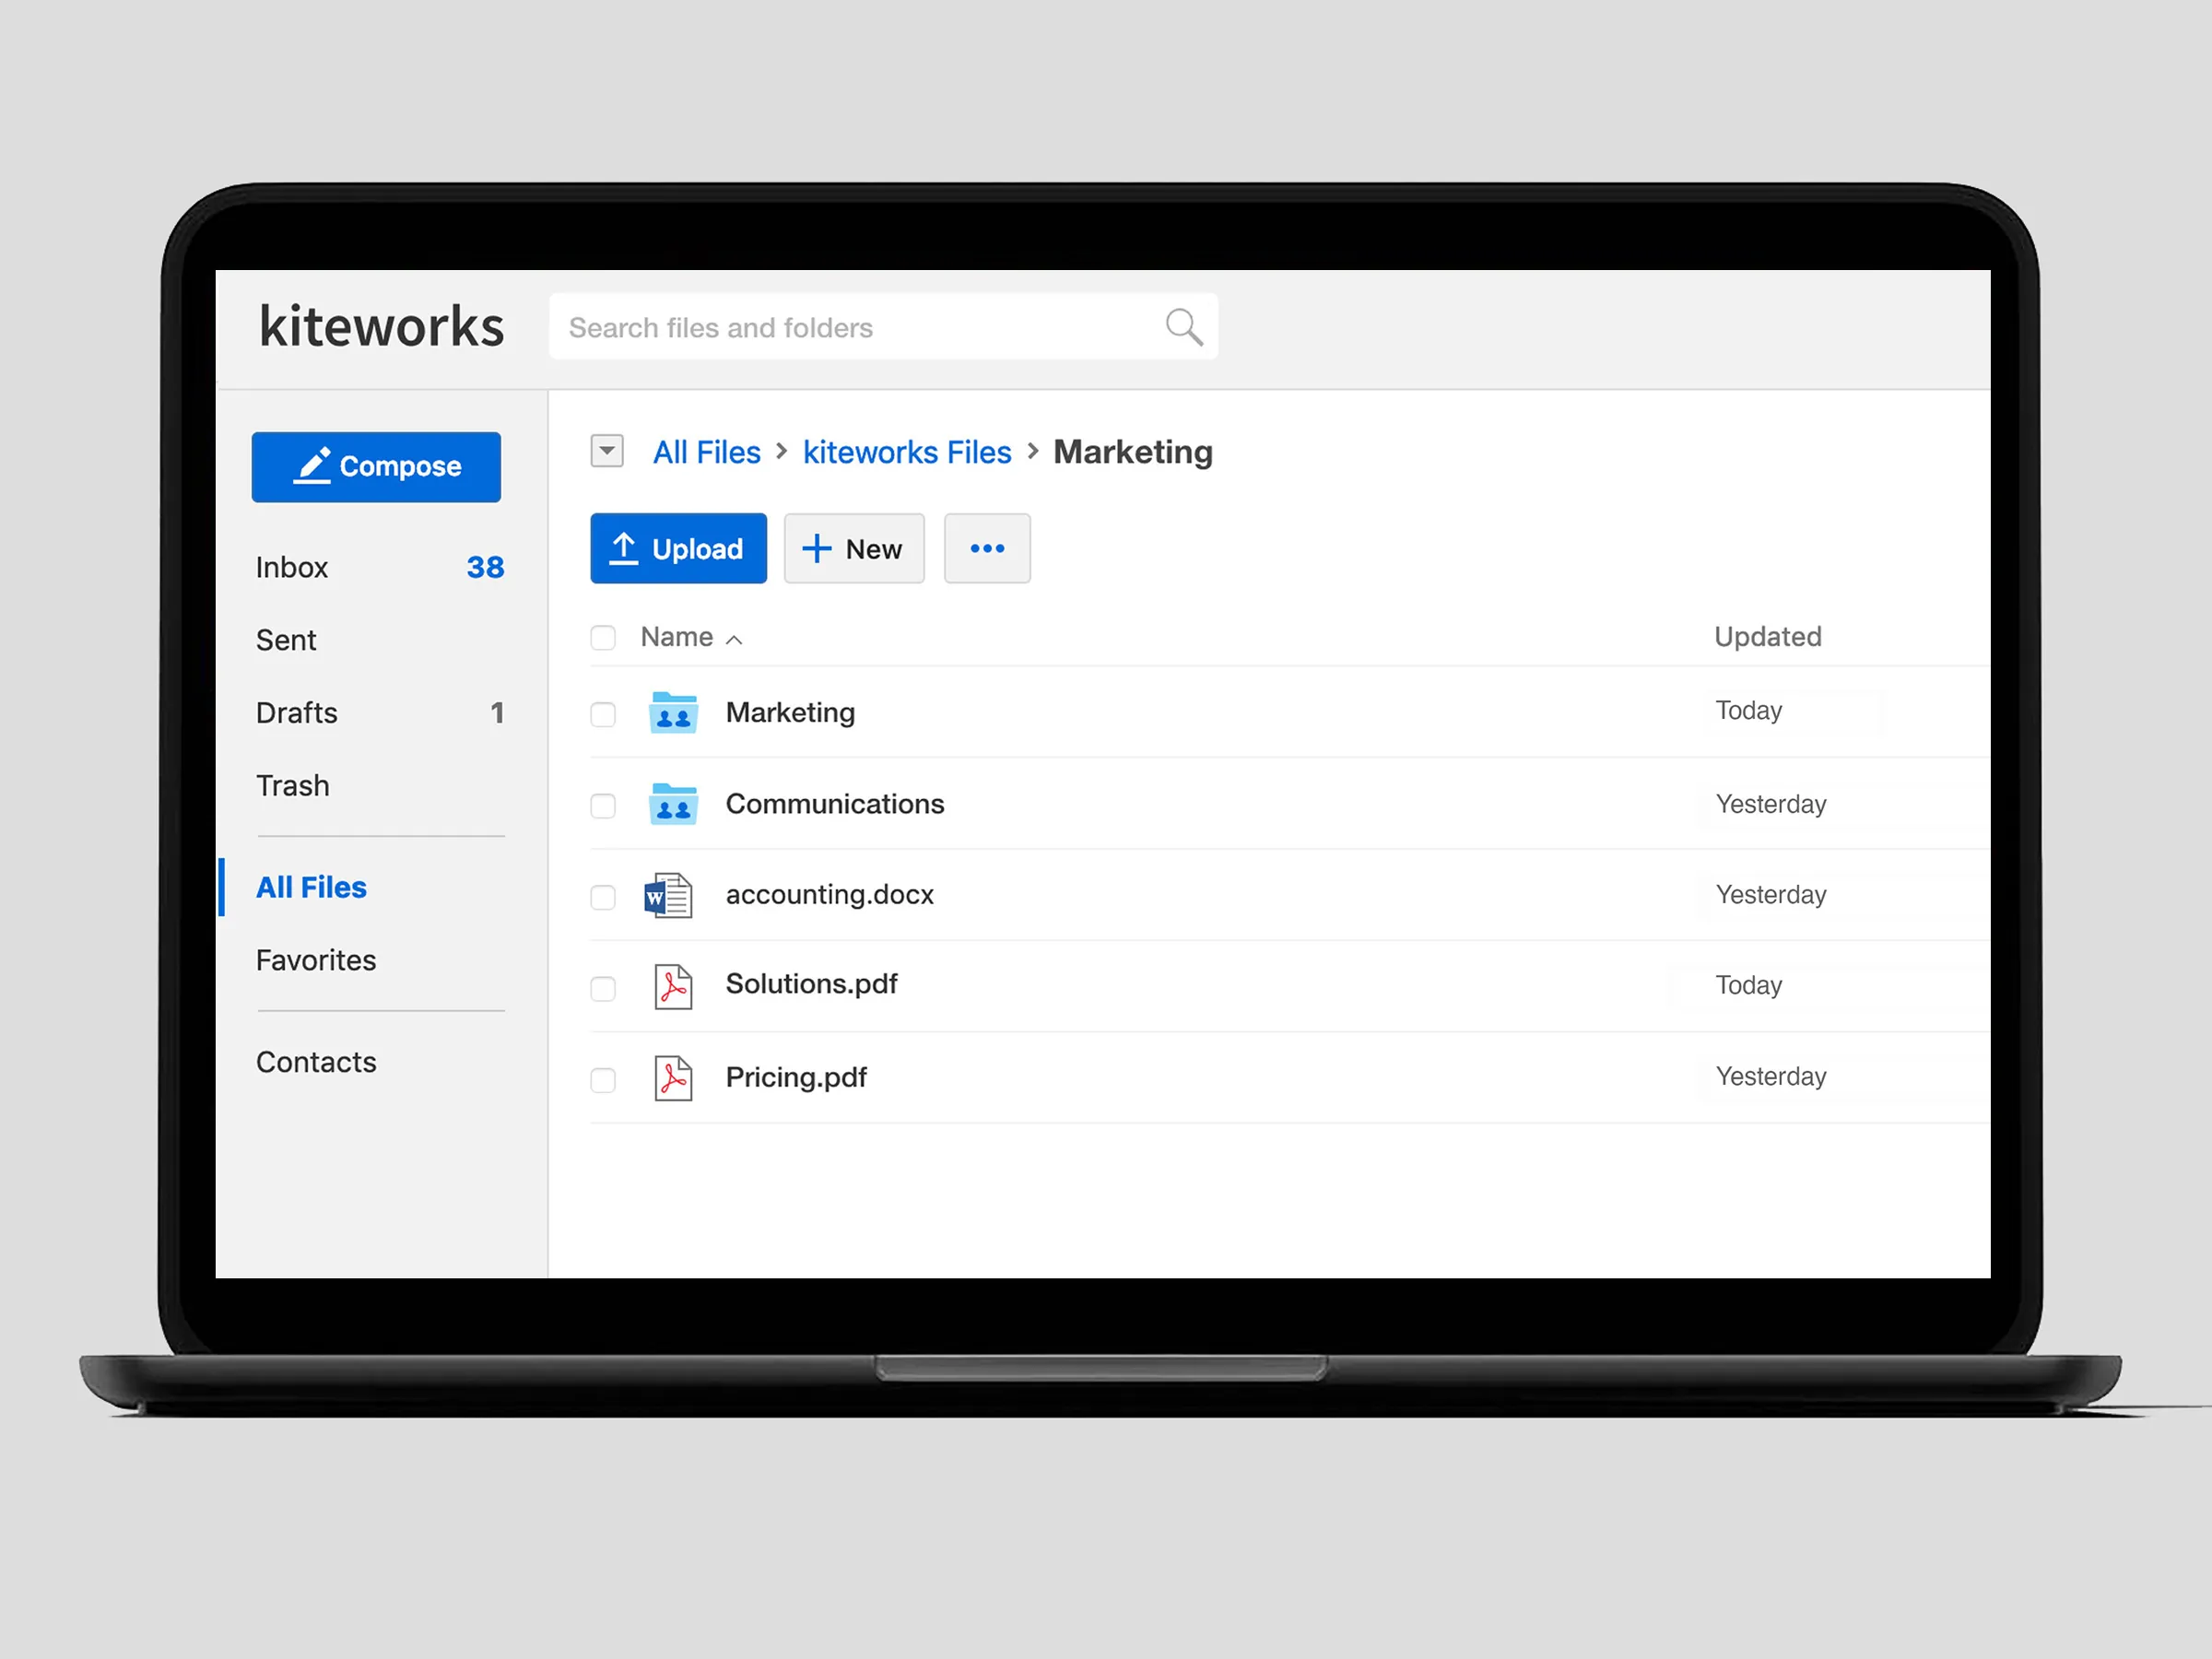 kiteworks
Search files and folders
Compose
Inbox 38
Sent
Drafts 1
Trash
All Files
Favorites
Contacts
All Files > kiteworks Files > Marketing
Upload + New •••
Name Updated
Marketing Today
Communications Yesterday
W accounting.docx Yesterday
Solutions.pdf Today
Pricing.pdf Yesterday